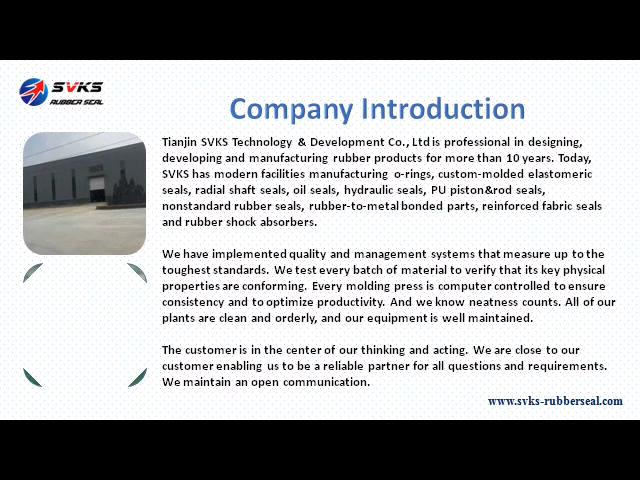 SVKS
RUBBER SEAL
Company Introduction
Tianjin SVKS Technology & Development Co., Ltd is professional in designing,
developing and manufacturing rubber products for more than 10 years. Today,
SVKS has modern facilities manufacturing o-rings, custom-molded elastomeric
seals, radial shaft seals, oil seals, hydraulic seals, PU piston&rod seals,
nonstandard rubber seals, rubber-to-metal bonded parts, reinforced fabric seals
and rubber shock absorbers.
We have implemented quality and management systems that measure up to the
toughest standards. We test every batch of material to verify that its key physical
properties are conforming. Every molding press is computer controlled to ensure
consistency and to optimize productivity. And we know neatness counts. All of our
plants are clean and orderly, and our equipment is well maintained.
The customer is in the center of our thinking and acting. We are close to our
customer enabling us to be a reliable partner for all questions and requirements.
We maintain an open communication.
www.svks-rubberseal.com